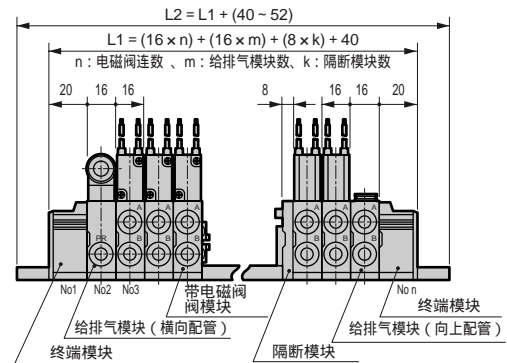 L2 = L1 + (40 ~ 52)
L1 = (16 × n) + (16 × m) + (8 × k) + 40
n : 电磁阀连数 、m : 给排气模块数、k : 隔断模块数
20 16 16 8 16 16 20
A A A A A A
PR B B B B B B
No1 No2 No3 No n
带电磁阀
阀模块
终端模块
给排气模块 ( 横向配管 )
给排气模块 ( 向上配管 )
终端模块
隔断模块